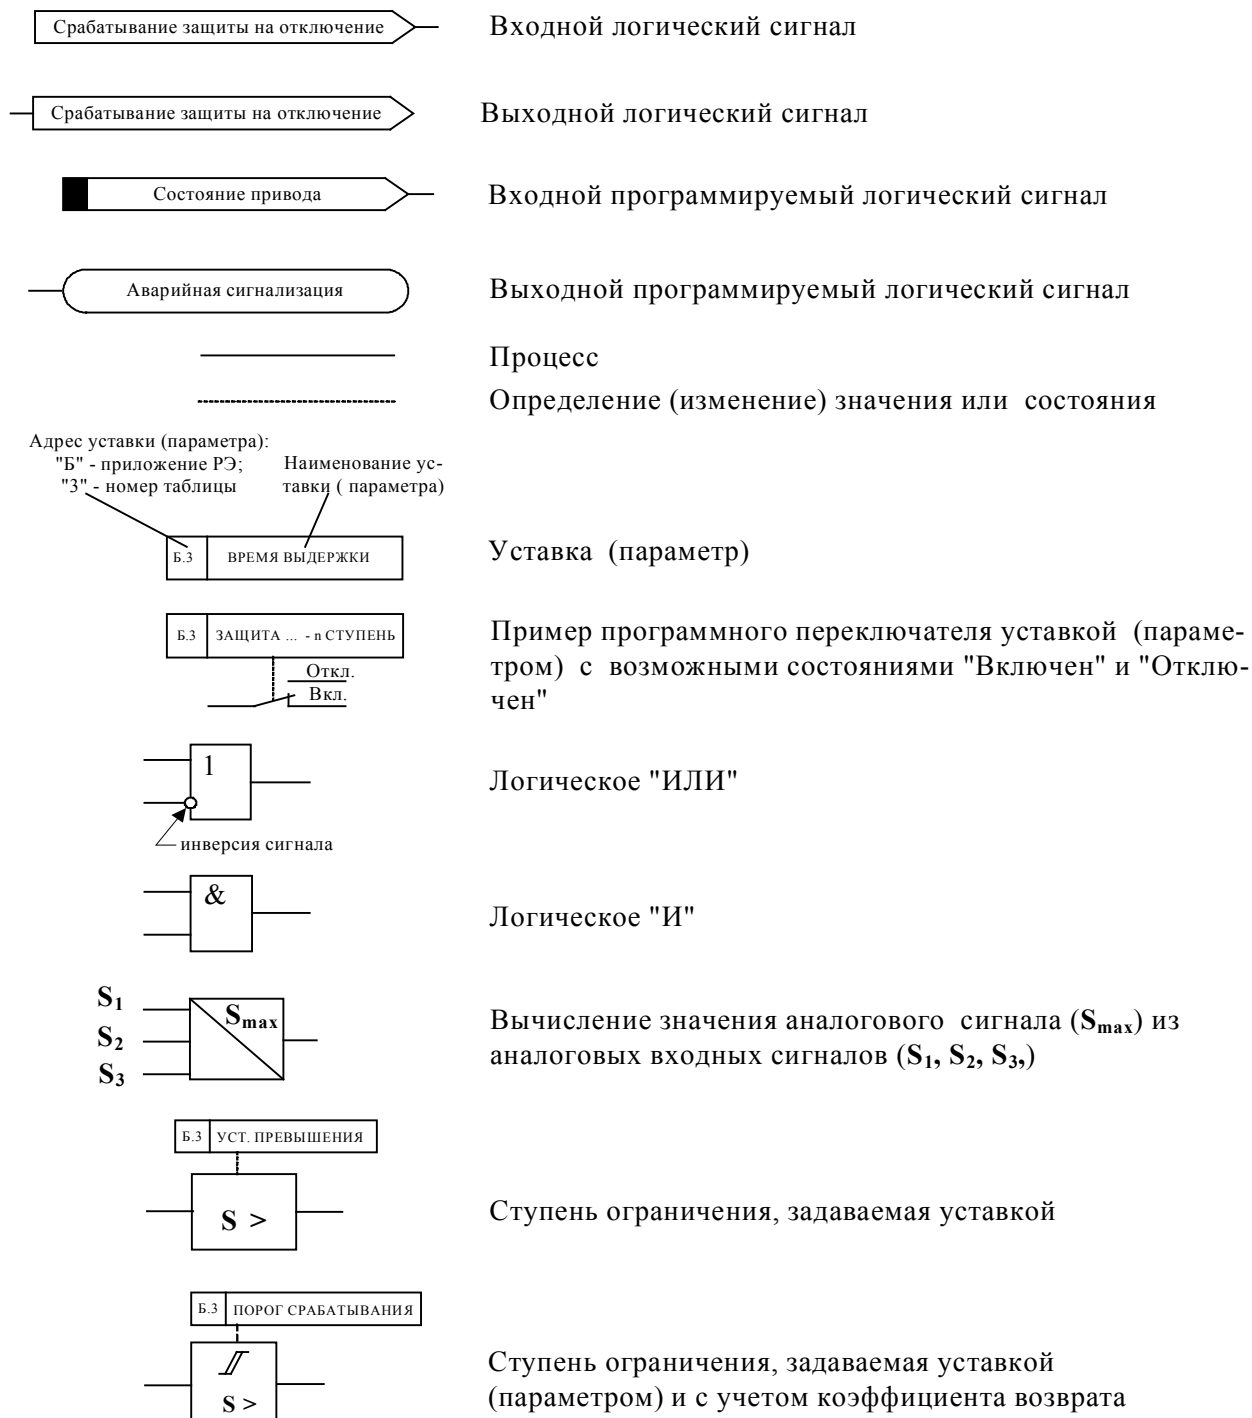 Срабатывание защиты на отключение
Входной логический сигнал
Срабатывание защиты на отключение
Выходной логический сигнал
Состояние привода
Входной программируемый логический сигнал
Аварийная сигнализация
Выходной программируемый логический сигнал
Процесс
Определение (изменение) значения или состояния
Адрес уставки (параметра):
"Б" - приложение РЭ;
"3" - номер таблицы
Наименование ус-
тавки ( параметра)
Б.3 ВРЕМЯ ВЫДЕРЖКИ
Уставка (параметр)
Б.3 ЗАЩИТА ... - n СТУПЕНЬ
Откл.
Вкл.
Пример программного переключателя уставкой (параме-
тром) с возможными состояниями "Включен" и "Отклю-
чен"
1
инверсия сигнала
Логическое "ИЛИ"
&
Логическое "И"
S1
S2
S3
Smax
Вычисление значения аналогового сигнала (Smax) из
аналоговых входных сигналов (S1, S2, S3,)
Б.3 УСТ. ПРЕВЫШЕНИЯ
S >
Ступень ограничения, задаваемая уставкой
Б.3 ПОРОГ СРАБАТЫВАНИЯ
S >
Ступень ограничения, задаваемая уставкой
(параметром) и с учетом коэффициента возврата